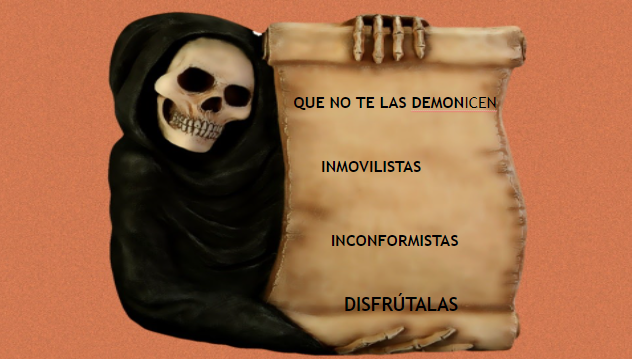 QUE NO TE LAS DEMONICEN
INMOVILISTAS
INCONFORMISTAS
DISFRÚTALAS